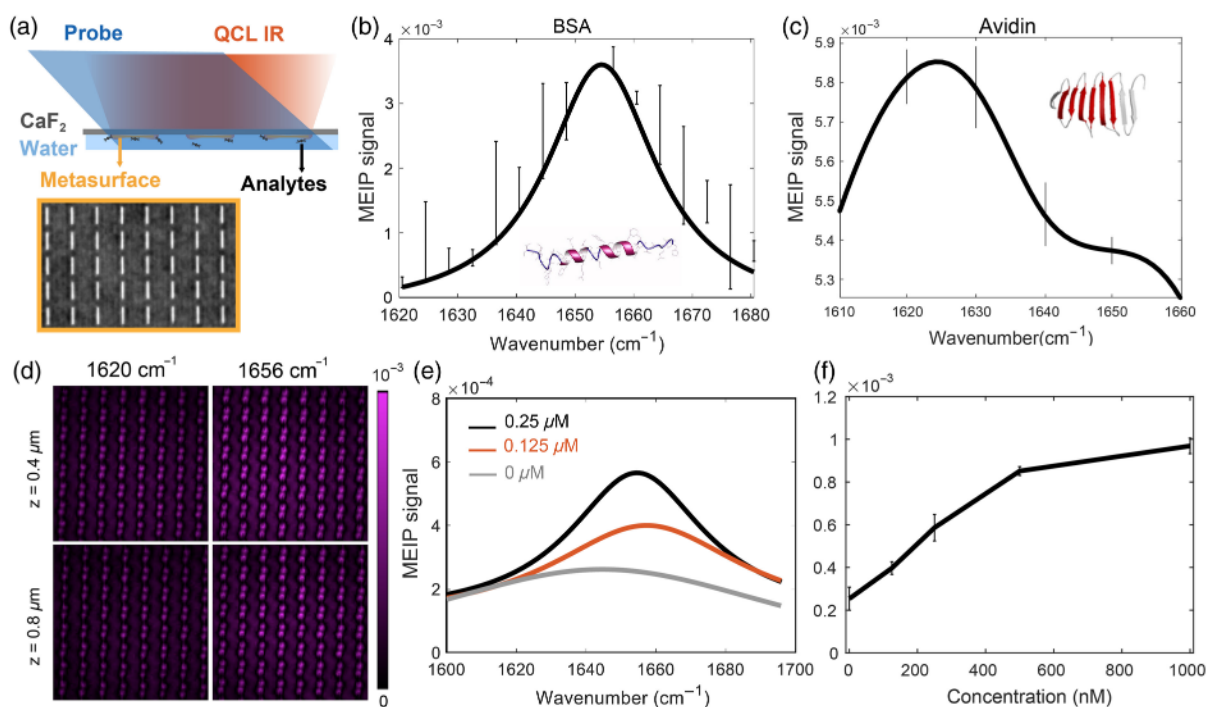 (a)
Probe
QCL IR
CaF₂
Water
Metasurface
Analytes
(b)
× 10⁻³
BSA
MEIP signal
4
3
2
1
0
1620 1630 1640 1650 1660 1670 1680
Wavenumber (cm⁻¹)
(c)
× 10⁻³
Avidin
MEIP signal
5.9
5.8
5.7
5.6
5.5
5.4
5.3
1610 1620 1630 1640 1650 1660
Wavenumber(cm⁻¹)
(d)
1620 cm⁻¹ 1656 cm⁻¹
z = 0.4 µm
z = 0.8 µm
10⁻³
0
(e)
× 10⁻⁴
MEIP signal
8
6
4
2
0
0.25 µM
0.125 µM
0 µM
1600 1620 1640 1660 1680 1700
Wavenumber (cm⁻¹)
(f)
× 10⁻³
1.2
1
0.8
0.6
0.4
0.2
0
0 200 400 600 800 1000
Concentration (nM)